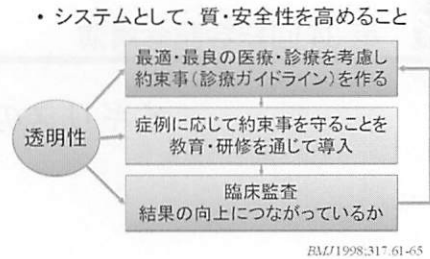 ・システムとして、質・安全性を高めること
最適・最良の医療・診療を考慮し
約束事(診療ガイドライン)を作る
透明性
症例に応じて約束事を守ることを
教育・研修を通じて導入
臨床監査
結果の向上につながっているか
BMJ 1998;317.61-65